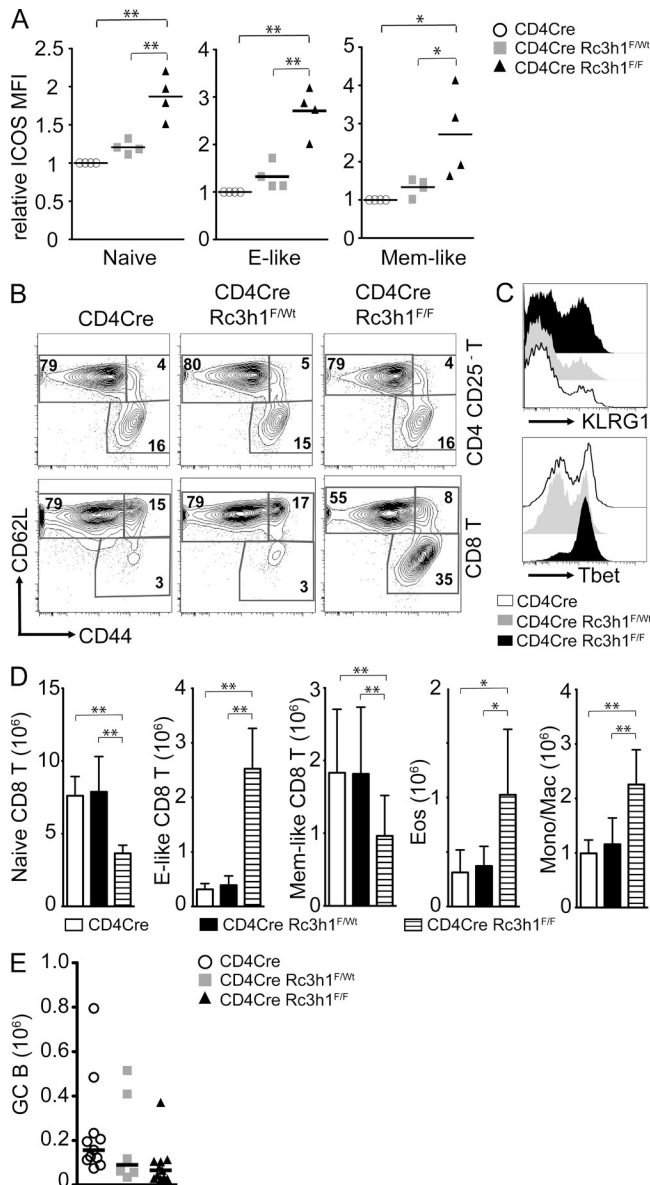 A
○ CD4Cre
■ CD4Cre Rc3h1F/Wt
▲ CD4Cre Rc3h1F/F
relative ICOS MFI
** ** ** ** * *
2.5 2 1.5 1 0.5 0
4 3 2 1 0
5 4 3 2 1 0
Naive E-like Mem-like
B
CD4Cre
CD4Cre Rc3h1F/Wt
CD4Cre Rc3h1F/F
79 4 16
80 5 15
79 4 16
CD4 CD25- T
79 15 3
79 17 3
55 8 35
CD8 T
CD62L
CD44
C
KLRG1
Tbet
CD4Cre
CD4Cre Rc3h1F/Wt
CD4Cre Rc3h1F/F
D
Naive CD8 T (10⁶)
15 10 5 0
** **
E-like CD8 T (10⁶)
4 3 2 1 0
** **
Mem-like CD8 T (10⁶)
3 2 1 0
** **
Eos (10⁶)
2 1 0
* *
Mono/Mac (10⁶)
4 3 2 1 0
** **
CD4Cre
CD4Cre Rc3h1F/Wt
CD4Cre Rc3h1F/F
E
○ CD4Cre
■ CD4Cre Rc3h1F/Wt
▲ CD4Cre Rc3h1F/F
GC B (10⁶)
1.0
0.8
0.6
0.4
0.2
0